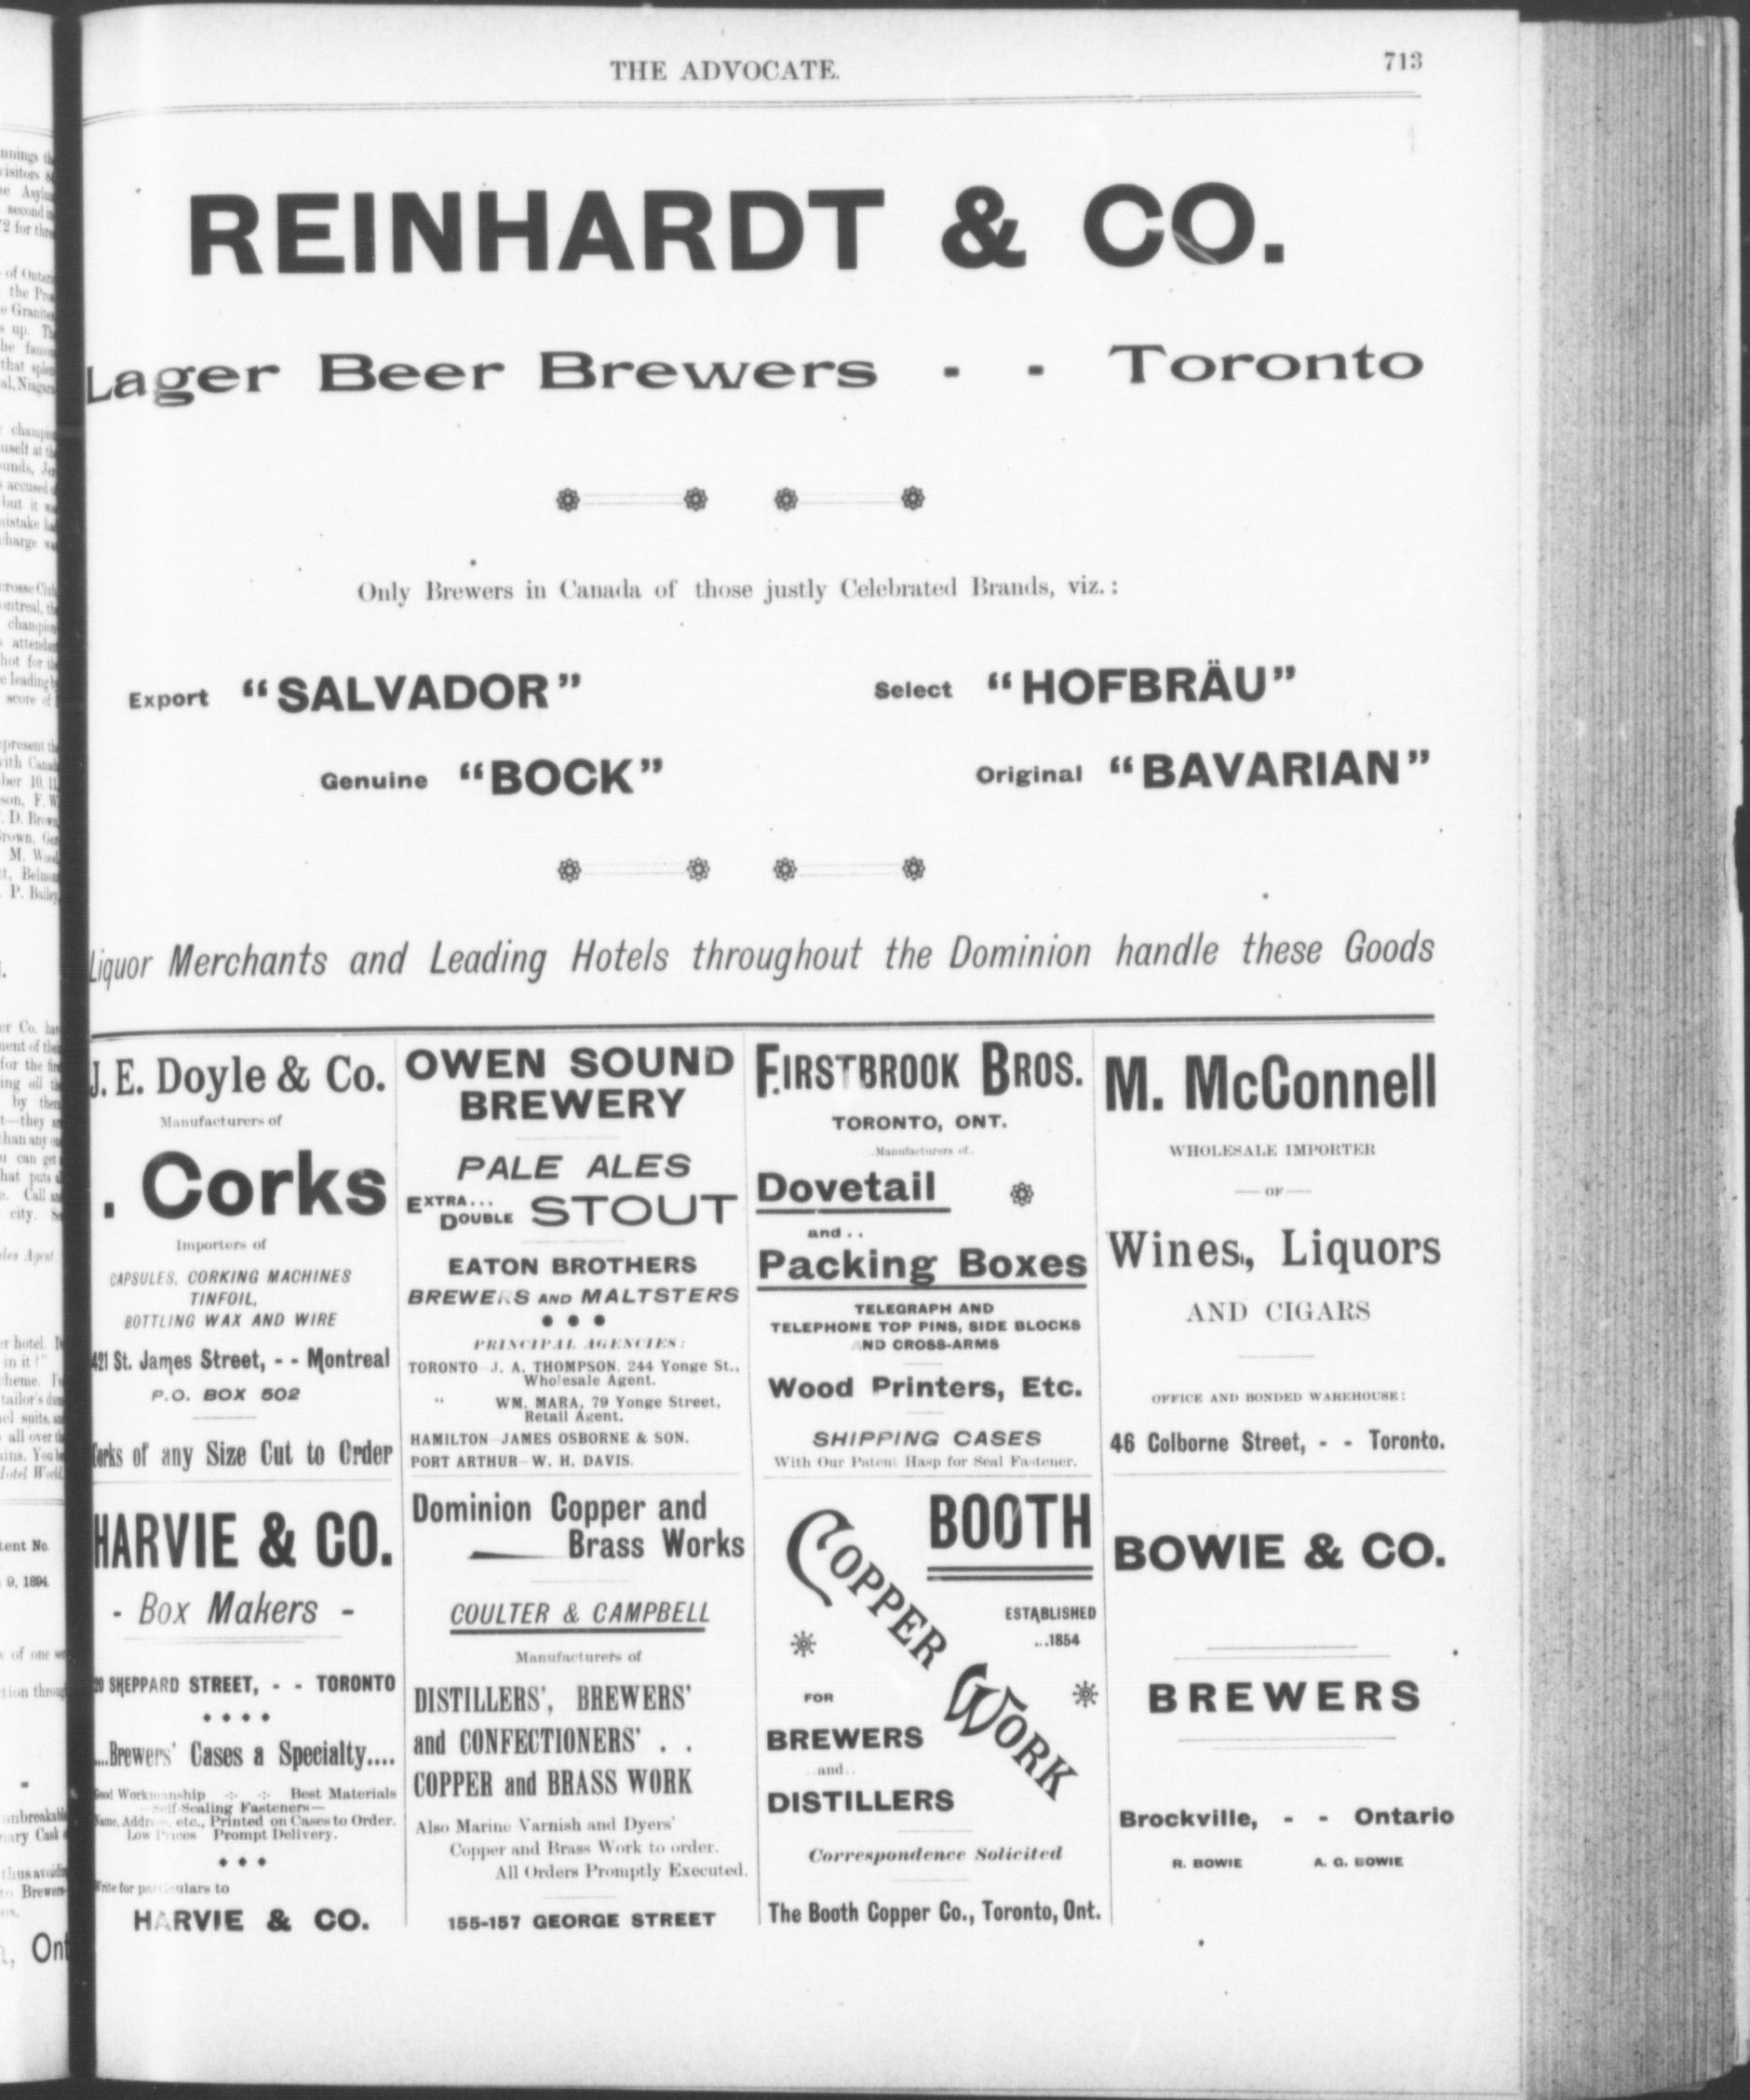 THE ADVOCATE.
713
REINHARDT & CO.
Lager Beer Brewers - - Toronto
Only Brewers in Canada of those justly Celebrated Brands, viz.:
Export "SALVADOR"
Select "HOFBRÄU"
Genuine "BOCK"
Original "BAVARIAN"
Liquor Merchants and Leading Hotels throughout the Dominion handle these Goods
J. E. Doyle & Co.
Manufacturers of
. Corks
Importers of
CAPSULES, CORKING MACHINES
TINFOIL,
BOTTLING WAX AND WIRE
421 St. James Street, - - Montreal
P.O. BOX 502
Corks of any Size Cut to Order
OWEN SOUND
BREWERY
PALE ALES
EXTRA...
DOUBLE STOUT
EATON BROTHERS
BREWERS AND MALTSTERS
PRINCIPAL AGENCIES:
TORONTO—J. A. THOMPSON, 244 Yonge St.,
Wholesale Agent.
" WM. MARA, 79 Yonge Street,
Retail Agent.
HAMILTON—JAMES OSBORNE & SON.
PORT ARTHUR—W. H. DAVIS.
FIRSTBROOK BROS.
TORONTO, ONT.
..Manufacturers of..
Dovetail
and..
Packing Boxes
TELEGRAPH AND
TELEPHONE TOP PINS, SIDE BLOCKS
AND CROSS-ARMS
Wood Printers, Etc.
SHIPPING CASES
With Our Patent Hasp for Seal Fastener.
M. McConnell
WHOLESALE IMPORTER
—OF—
Wines, Liquors
AND CIGARS
OFFICE AND BONDED WAREHOUSE:
46 Colborne Street, - - Toronto.
HARVIE & CO.
- Box Makers -
20 SHEPPARD STREET, - - TORONTO
....Brewers' Cases a Specialty....
Good Workmanship -:- -:- Best Materials
—Self-Sealing Fasteners—
Name, Address, etc., Printed on Cases to Order.
Low Prices Prompt Delivery.
Write for particulars to
HARVIE & CO.
Dominion Copper and
Brass Works
COULTER & CAMPBELL
Manufacturers of
DISTILLERS', BREWERS'
and CONFECTIONERS' . .
COPPER and BRASS WORK
Also Marine Varnish and Dyers'
Copper and Brass Work to order.
All Orders Promptly Executed.
155-157 GEORGE STREET
BOOTH
COPPER WORK
ESTABLISHED
...1854
FOR
BREWERS
..and..
DISTILLERS
Correspondence Solicited
The Booth Copper Co., Toronto, Ont.
BOWIE & CO.
BREWERS
Brockville, - - Ontario
R. BOWIE A. G. BOWIE